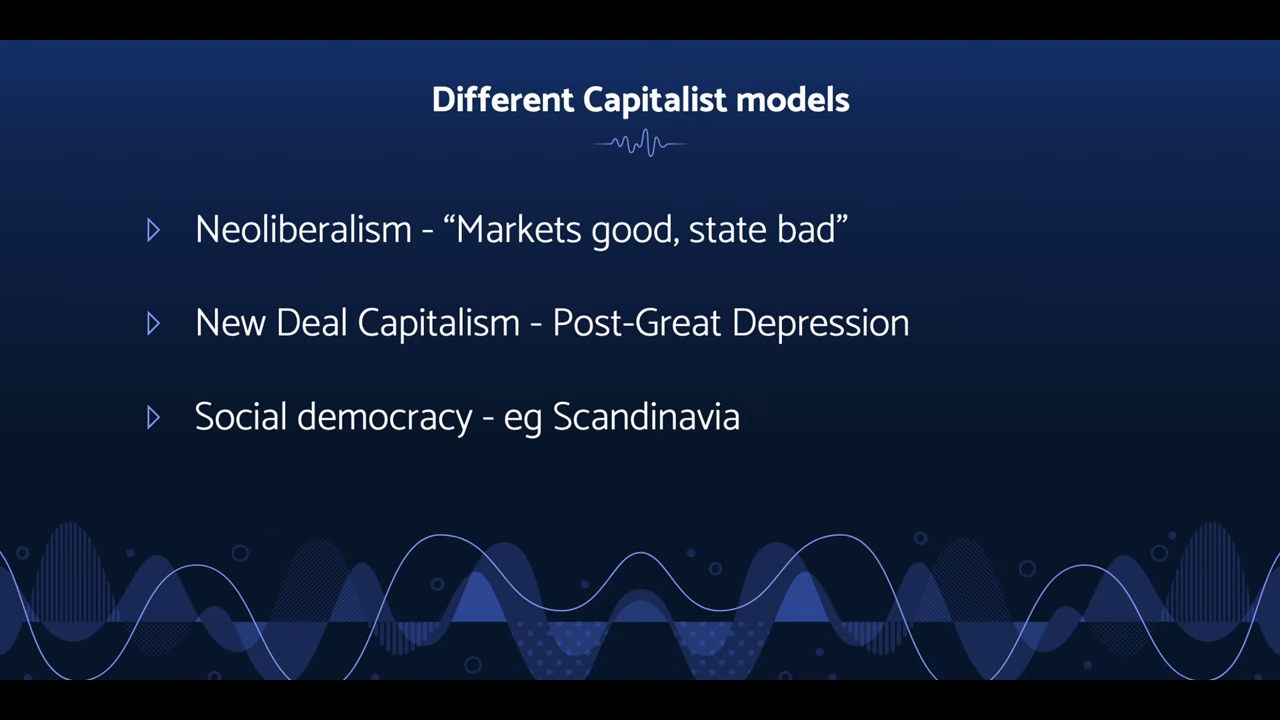 Different Capitalist models
Neoliberalism - “Markets good, state bad”
New Deal Capitalism - Post-Great Depression
Social democracy - eg Scandinavia